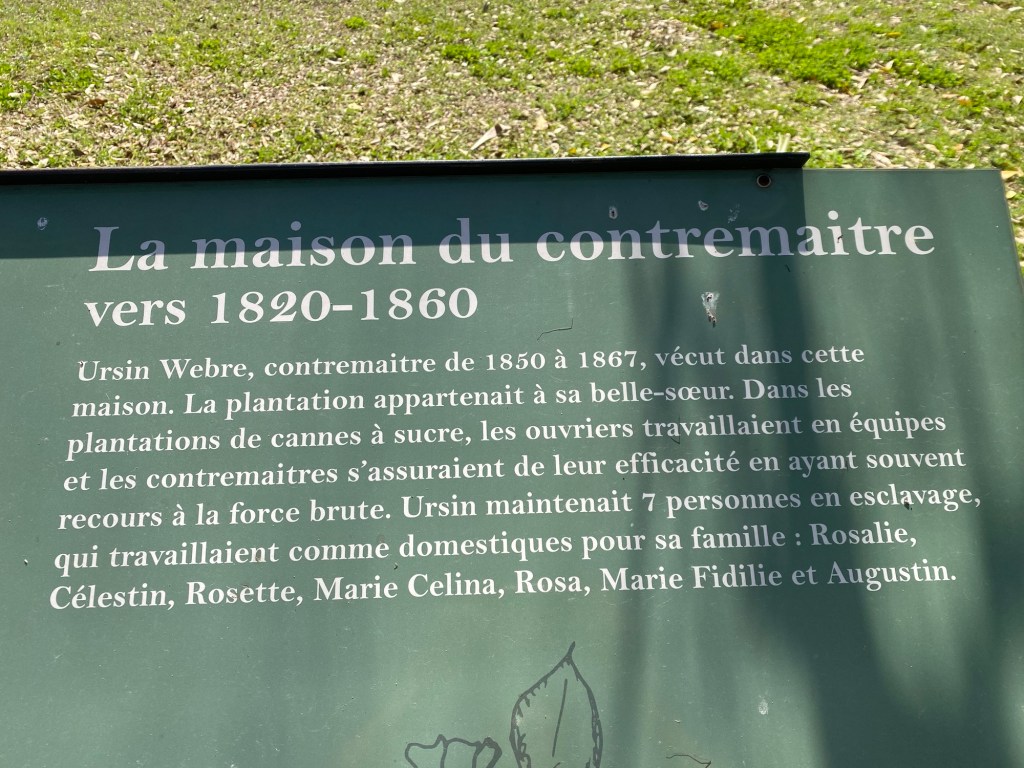 La maison du contremaitre
vers 1820-1860
Ursin Webre, contremaitre de 1850 à 1867, vécut dans cette
maison. La plantation appartenait à sa belle-sœur. Dans les
plantations de cannes à sucre, les ouvriers travaillaient en équipes
et les contremaitres s’assuraient de leur efficacité en ayant souvent
recours à la force brute. Ursin maintenait 7 personnes en esclavage,
qui travaillaient comme domestiques pour sa famille : Rosalie,
Célestin, Rosette, Marie Celina, Rosa, Marie Fidilie et Augustin.